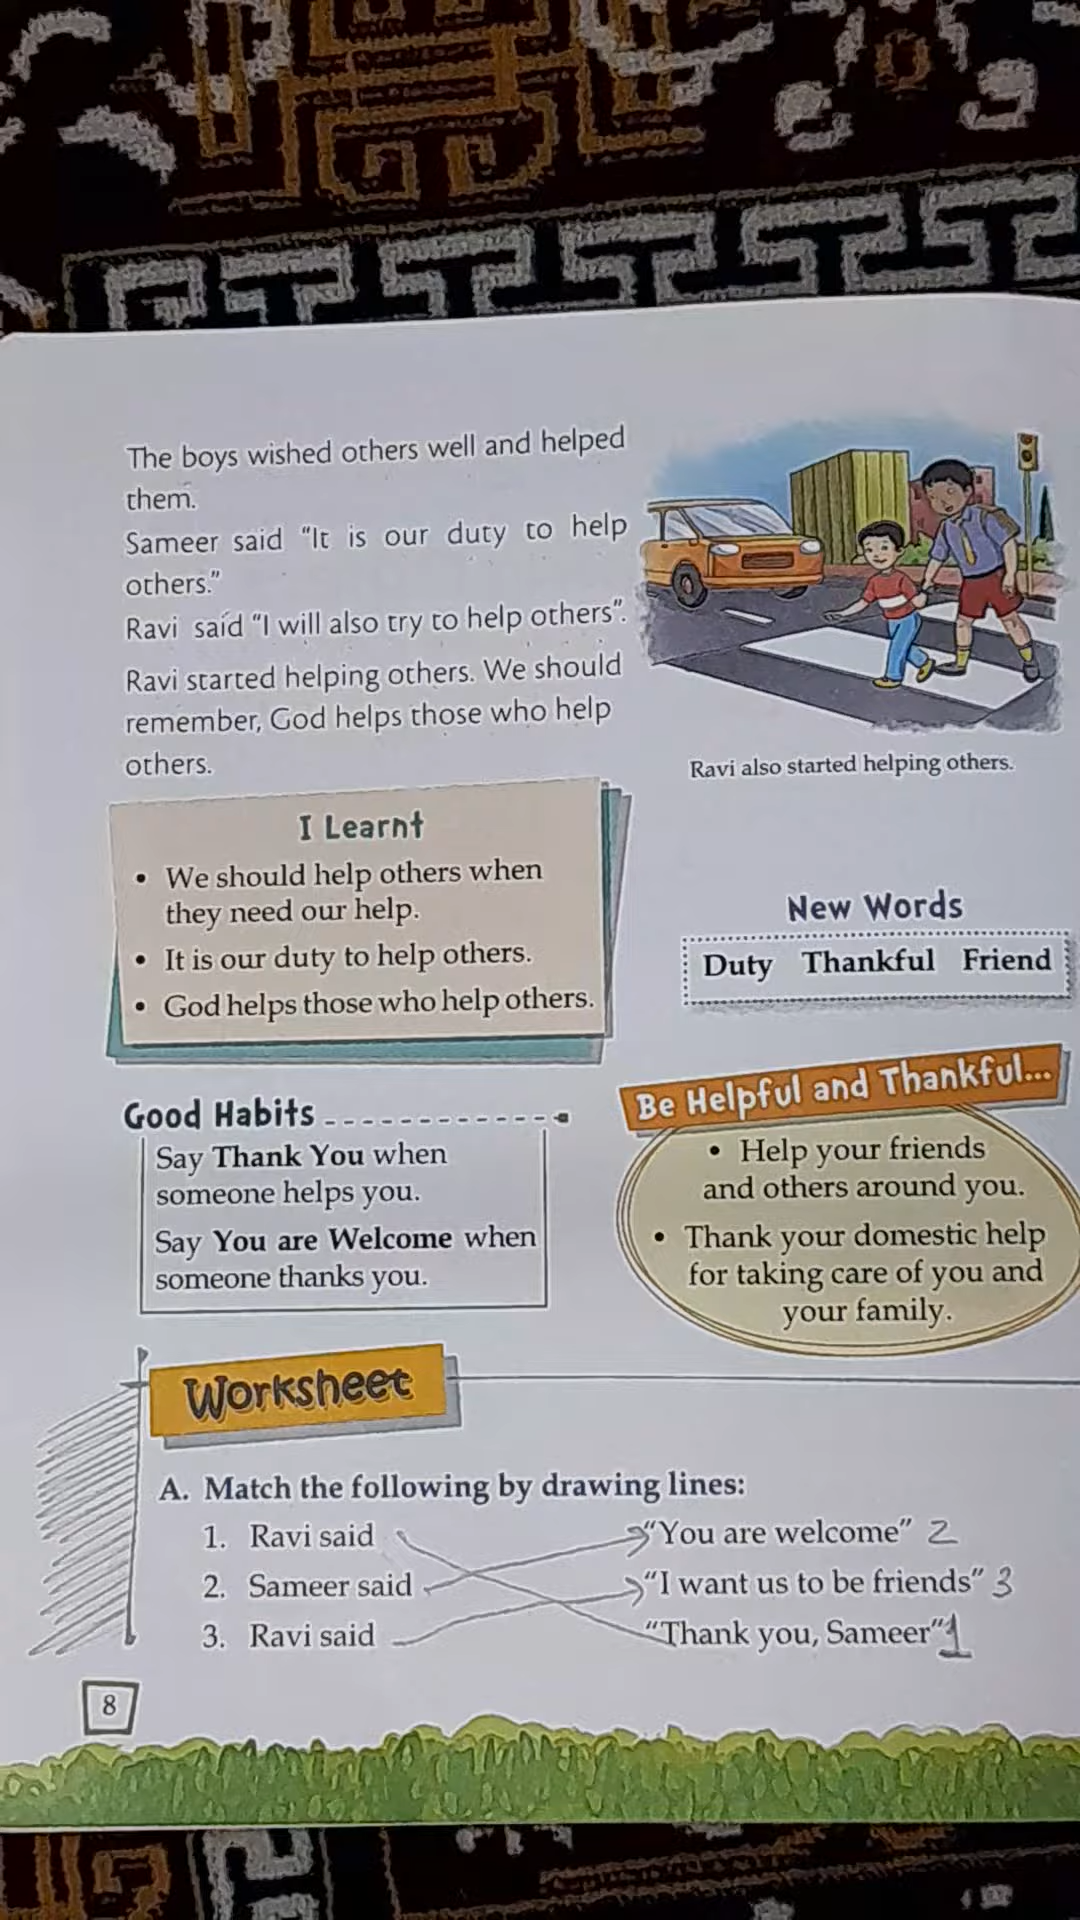 The boys wished others well and helped
them.
Sameer said "It is our duty to help
others."
Ravi said "I will also try to help others".
Ravi started helping others. We should
remember, God helps those who help
others.
Ravi also started helping others.
I Learnt
• We should help others when
they need our help.
• It is our duty to help others.
• God helps those who help others.
New Words
Duty Thankful Friend
Good Habits
Say Thank You when
someone helps you.
Say You are Welcome when
someone thanks you.
Be Helpful and Thankful...
• Help your friends
and others around you.
• Thank your domestic help
for taking care of you and
your family.
Worksheet
A. Match the following by drawing lines:
1. Ravi said "You are welcome" 2
2. Sameer said "I want us to be friends" 3
3. Ravi said "Thank you, Sameer" 1
8